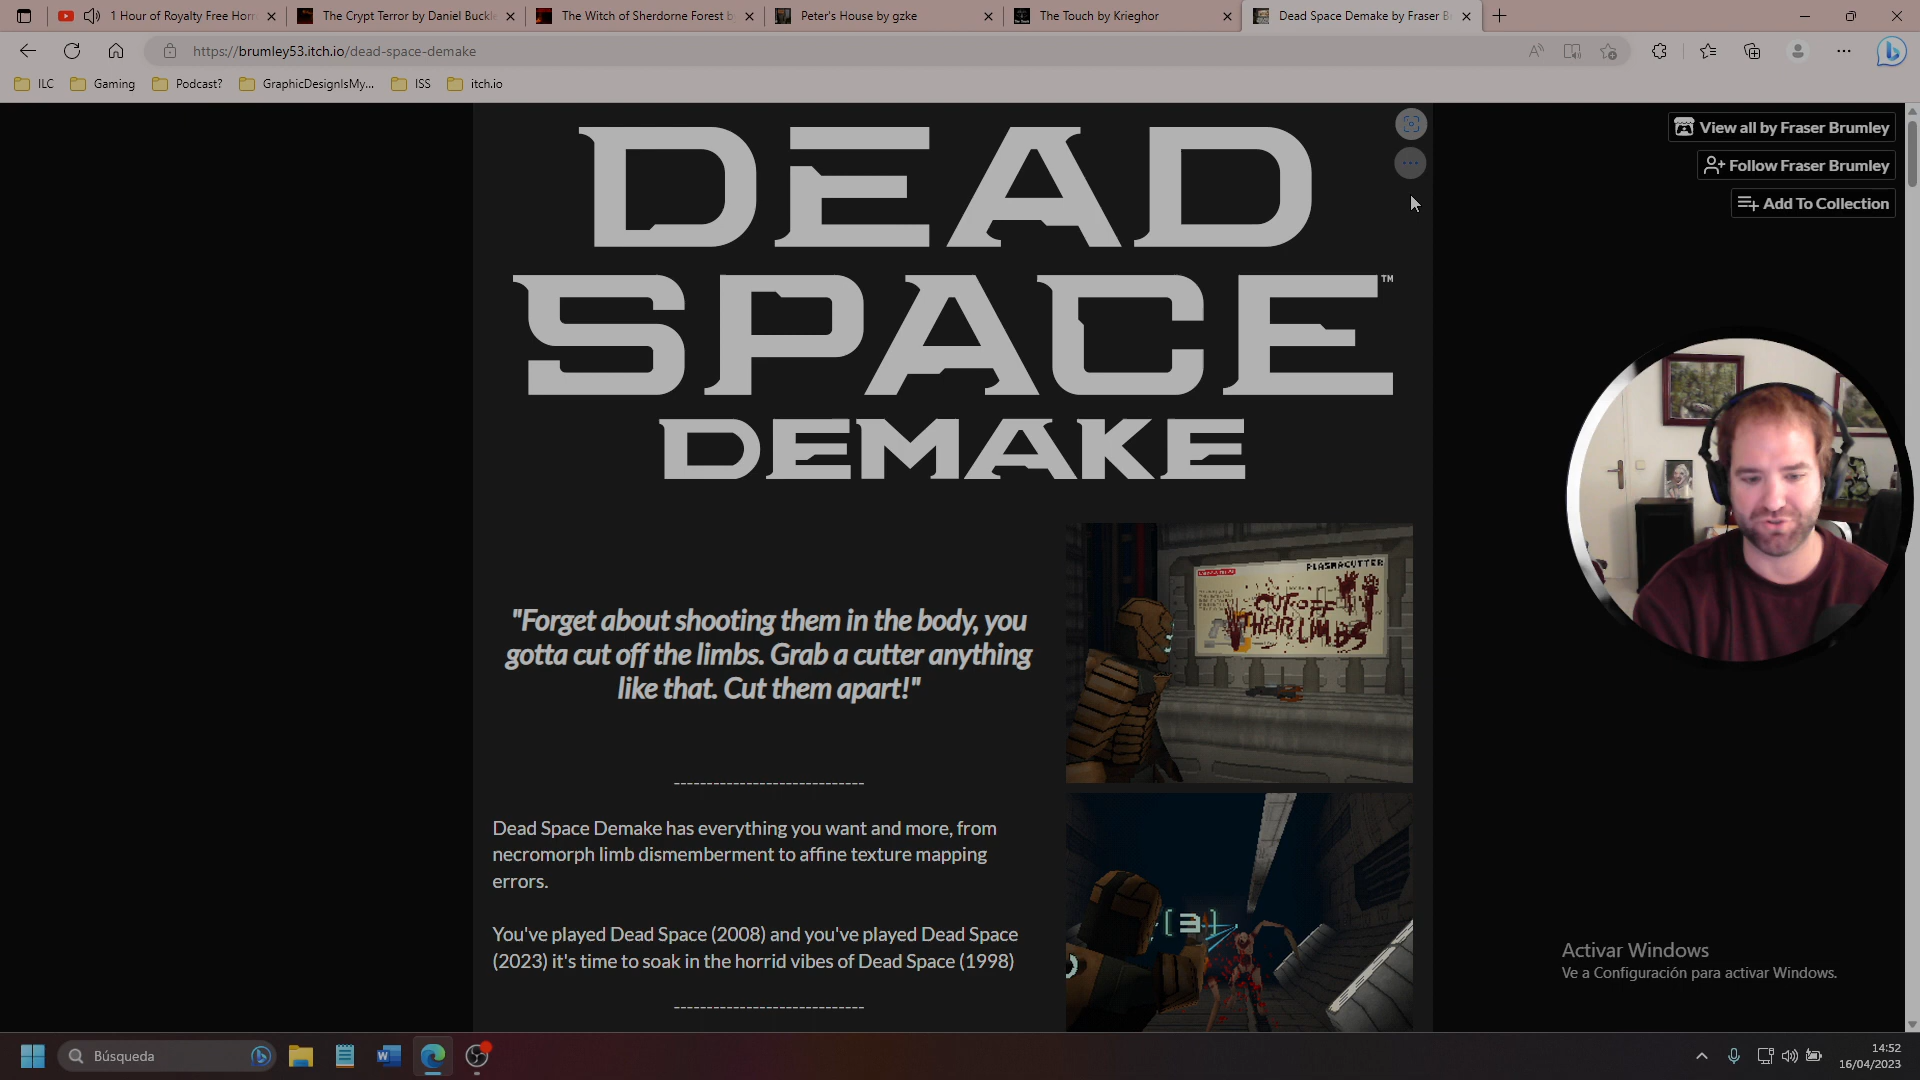 1 Hour of Royalty Free Horr
The Crypt Terror by Daniel Buckle
The Witch of Sherdorne Forest b
Peter's House by gzke
The Touch by Krieghor
Dead Space Demake by Fraser B
https://brumley53.itch.io/dead-space-demake
ILC
Gaming
Podcast?
GraphicDesignIsMy...
ISS
itch.io
DEAD
SPACE™
DEMAKE
View all by Fraser Brumley
Follow Fraser Brumley
Add To Collection
"Forget about shooting them in the body, you
gotta cut off the limbs. Grab a cutter anything
like that. Cut them apart!"
PLASMACUTTER
CUT OFF
THEIR LIMBS
-----------------------------
Dead Space Demake has everything you want and more, from
necromorph limb dismemberment to affine texture mapping
errors.
You've played Dead Space (2008) and you've played Dead Space
(2023) it's time to soak in the horrid vibes of Dead Space (1998)
-----------------------------
3
Activar Windows
Ve a Configuración para activar Windows.
Búsqueda
14:52
16/04/2023